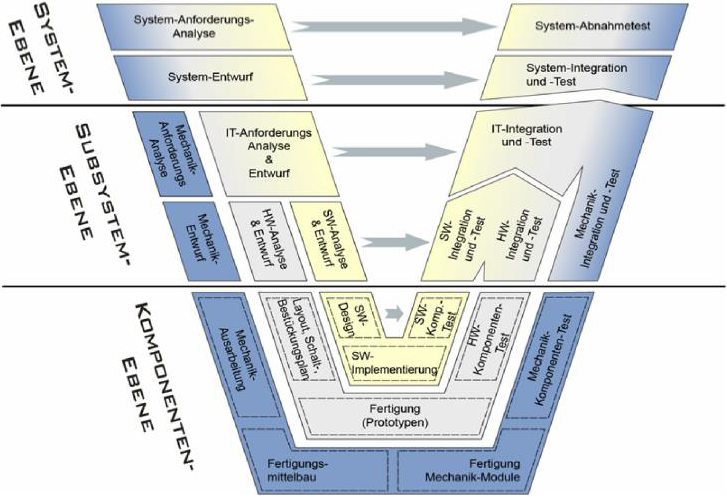 SYSTEM-
EBENE
System-Anforderungs-
Analyse
System-Abnahmetest
System-Entwurf
System-Integration
und -Test
SUBSYSTEM-
EBENE
Mechanik-
Anforderungs
Analyse
IT-Anforderungs
Analyse
&
Entwurf
IT-Integration
und -Test
Mechanik-
Entwurf
HW-Analyse
& Entwurf
SW-Analyse
& Entwurf
SW-
Integration
und -Test
HW-
Integration
und -Test
Mechanik-
Integration und -Test
KOMPONENTEN-
EBENE
Mechanik-
Ausarbeitung
Layout, Schalt-,
Bestückungsplan
SW-
Design
SW-
Komp.-
Test
HW-
Komponenten-
Test
Mechanik-
Komponenten-Test
SW-
Implementierung
Fertigung
(Prototypen)
Fertigungs-
mittelbau
Fertigung
Mechanik-Module